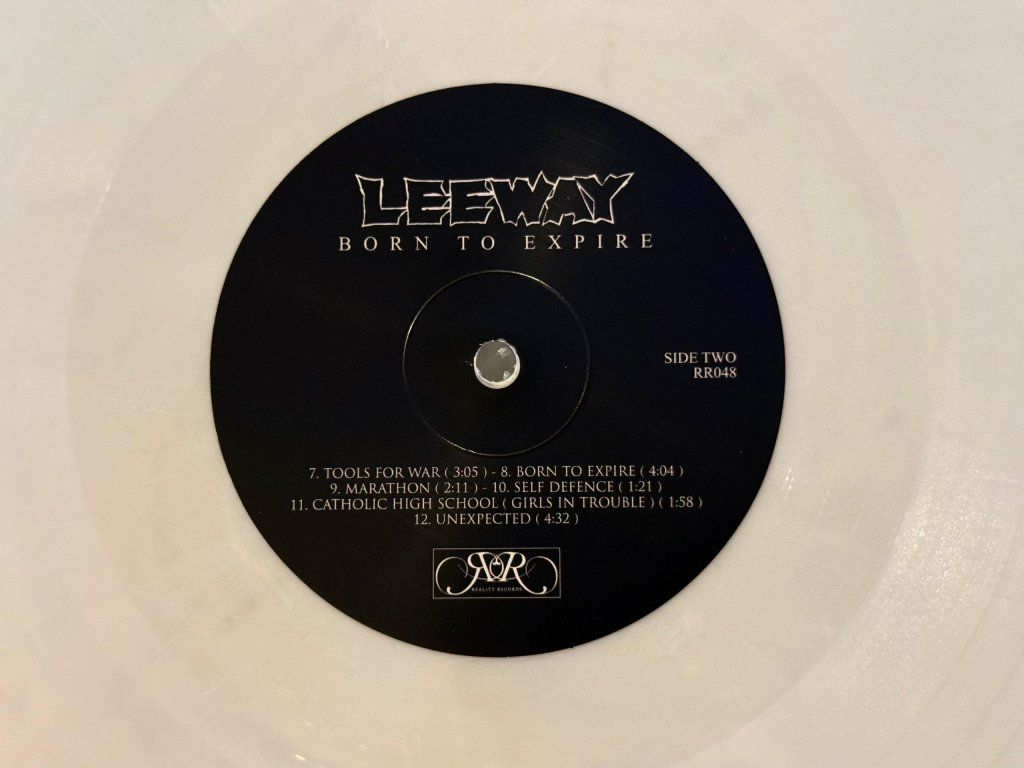 LEEWAY
BORN TO EXPIRE
SIDE TWO
RR048
7. TOOLS FOR WAR ( 3:05 ) - 8. BORN TO EXPIRE ( 4:04 )
9. MARATHON ( 2:11 ) - 10. SELF DEFENCE ( 1:21 )
11. CATHOLIC HIGH SCHOOL ( GIRLS IN TROUBLE ) ( 1:58 )
12. UNEXPECTED ( 4:32 )
RR
REALITY RECORDS